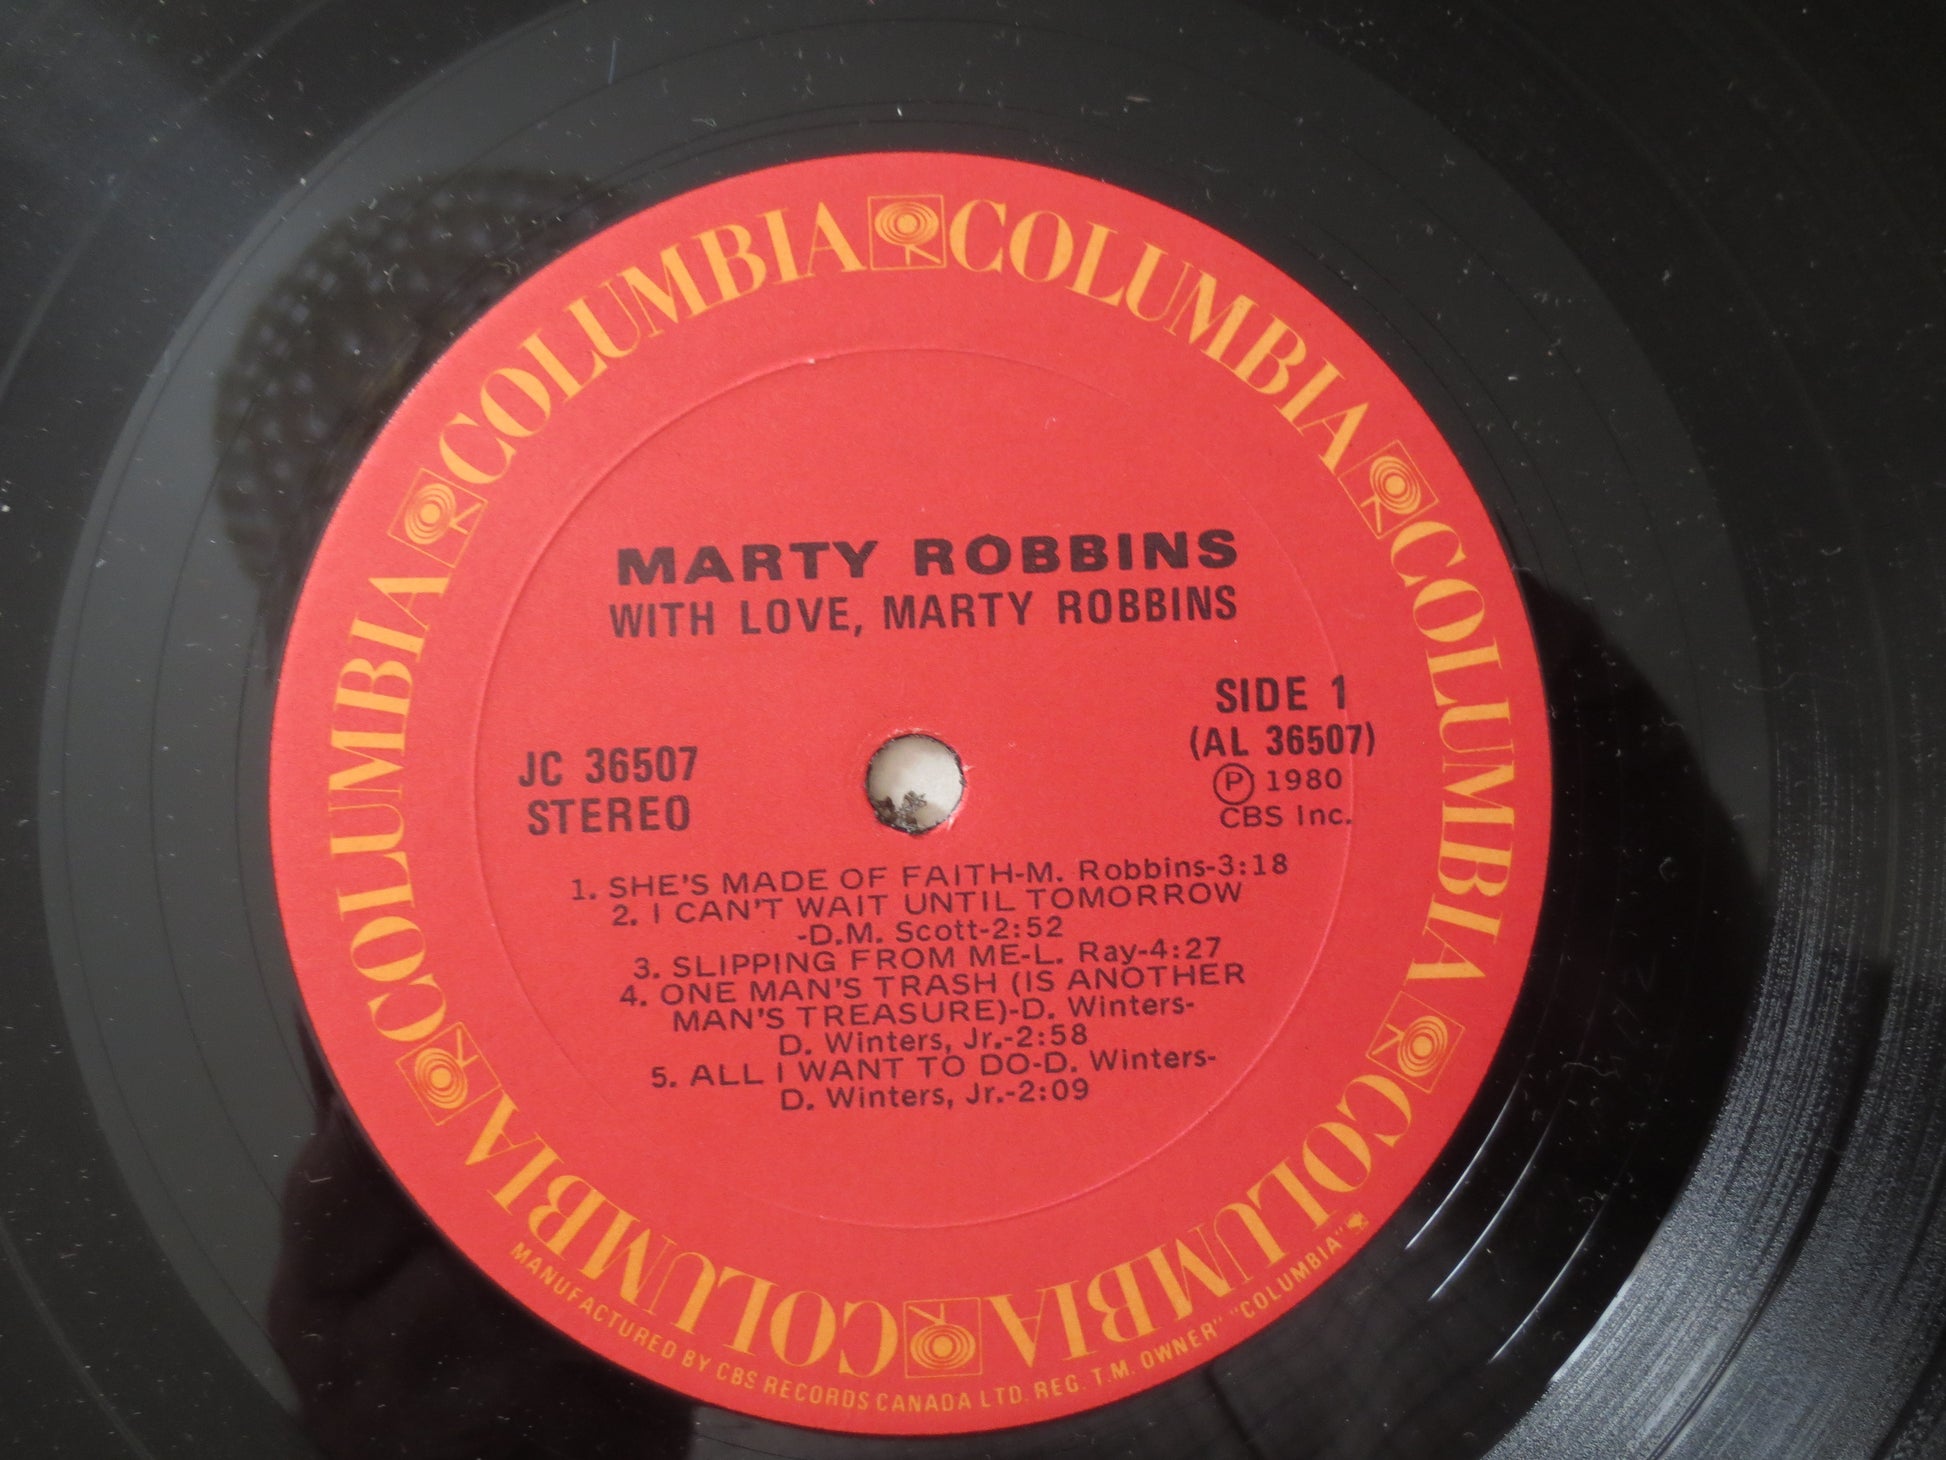 COLUMBIA COLUMBIA COLUMBIA COLUMBIA COLUMBIA COLUMBIA
MARTY ROBBINS
WITH LOVE, MARTY ROBBINS
SIDE 1
(AL 36507)
Ⓟ 1980
CBS Inc.
JC 36507
STEREO
1. SHE'S MADE OF FAITH-M. Robbins-3:18
2. I CAN'T WAIT UNTIL TOMORROW
-D.M. Scott-2:52
3. SLIPPING FROM ME-L. Ray-4:27
4. ONE MAN'S TRASH (IS ANOTHER
MAN'S TREASURE)-D. Winters-
D. Winters, Jr.-2:58
5. ALL I WANT TO DO-D. Winters-
D. Winters, Jr.-2:09
MANUFACTURED BY CBS RECORDS CANADA LTD. REG. T.M. OWNER "COLUMBIA"